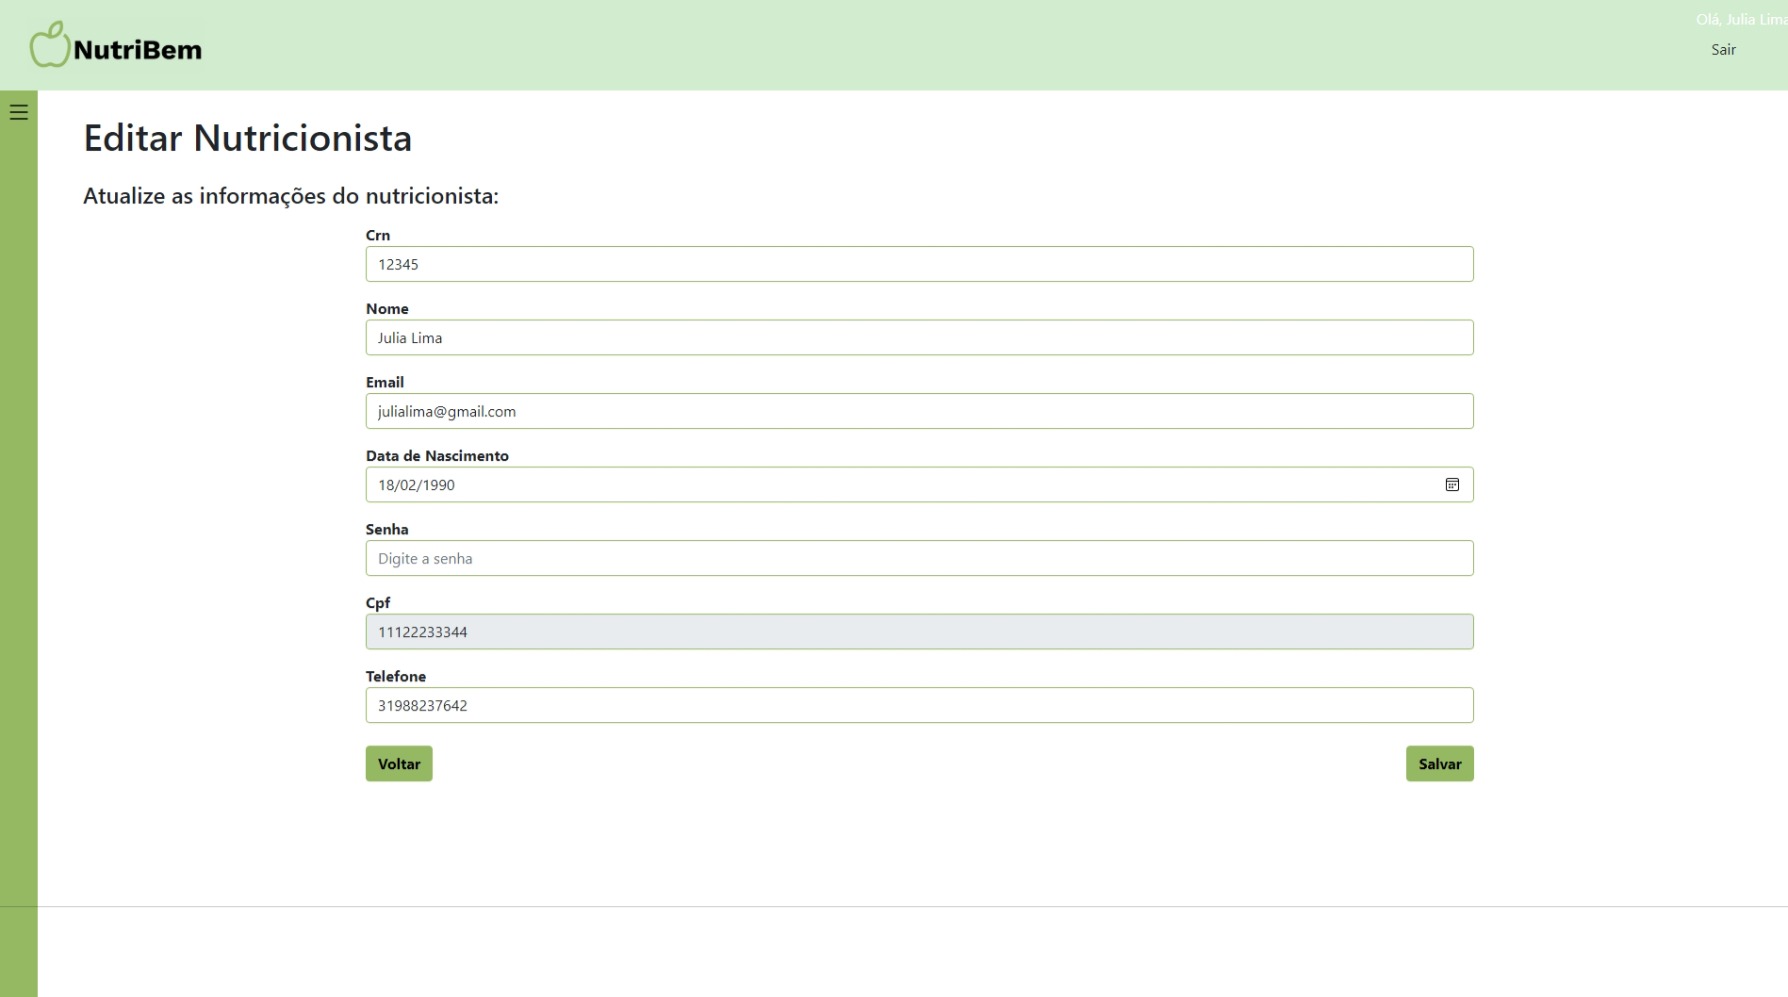 NutriBem
Olá, Julia Lima
Sair
Editar Nutricionista
Atualize as informações do nutricionista:
Crn
12345
Nome
Julia Lima
Email
julialima@gmail.com
Data de Nascimento
18/02/1990
Senha
Digite a senha
Cpf
11122233344
Telefone
31988237642
Voltar
Salvar